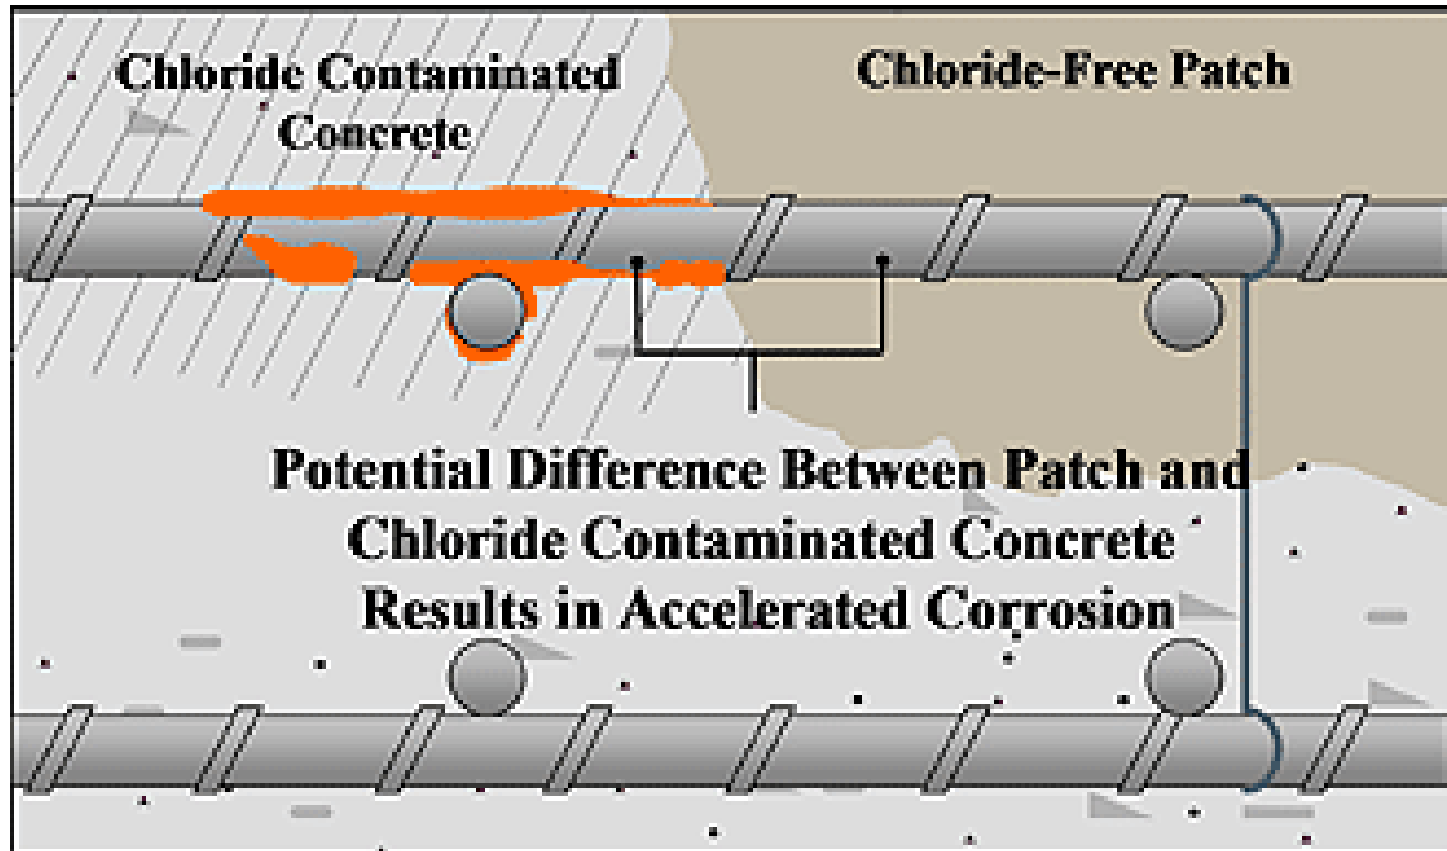 Chloride Contaminated
Concrete
Chloride-Free Patch
Potential Difference Between Patch and
Chloride Contaminated Concrete
Results in Accelerated Corrosion